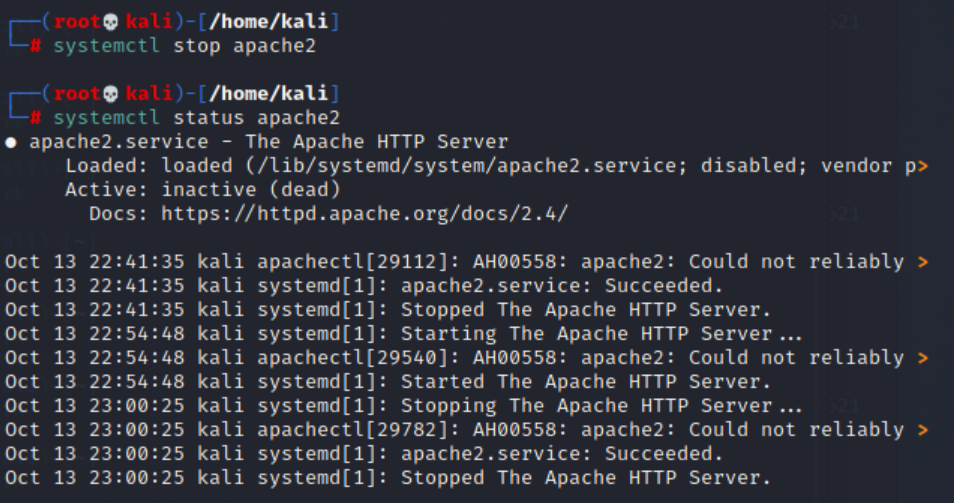 ┌──(root💀kali)-[/home/kali]
└─# systemctl stop apache2
┌──(root💀kali)-[/home/kali]
└─# systemctl status apache2
● apache2.service - The Apache HTTP Server
Loaded: loaded (/lib/systemd/system/apache2.service; disabled; vendor p>
Active: inactive (dead)
Docs: https://httpd.apache.org/docs/2.4/
Oct 13 22:41:35 kali apachectl[29112]: AH00558: apache2: Could not reliably >
Oct 13 22:41:35 kali systemd[1]: apache2.service: Succeeded.
Oct 13 22:41:35 kali systemd[1]: Stopped The Apache HTTP Server.
Oct 13 22:54:48 kali systemd[1]: Starting The Apache HTTP Server...
Oct 13 22:54:48 kali apachectl[29540]: AH00558: apache2: Could not reliably >
Oct 13 22:54:48 kali systemd[1]: Started The Apache HTTP Server.
Oct 13 23:00:25 kali systemd[1]: Stopping The Apache HTTP Server...
Oct 13 23:00:25 kali apachectl[29782]: AH00558: apache2: Could not reliably >
Oct 13 23:00:25 kali systemd[1]: apache2.service: Succeeded.
Oct 13 23:00:25 kali systemd[1]: Stopped The Apache HTTP Server.